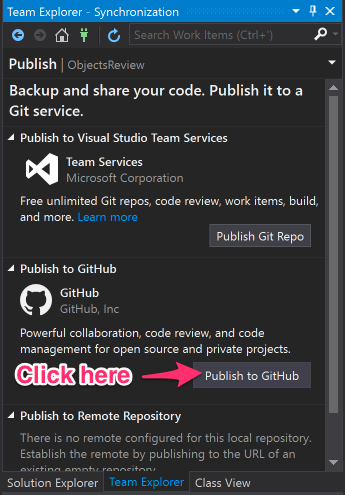 Team Explorer - Synchronization
Search Work Items (Ctrl+')
Publish | ObjectsReview
Backup and share your code. Publish it to a
Git service.
Publish to Visual Studio Team Services
Team Services
Microsoft Corporation
Free unlimited Git repos, code review, work items, build,
and more. Learn more
Publish Git Repo
Publish to GitHub
GitHub
GitHub, Inc
Powerful collaboration, code review, and code
management for open source and private projects.
Click here
Publish to GitHub
Publish to Remote Repository
There is no remote configured for this local repository.
Establish the remote by publishing to the URL of an
existing empty repository
Solution Explorer Team Explorer Class View